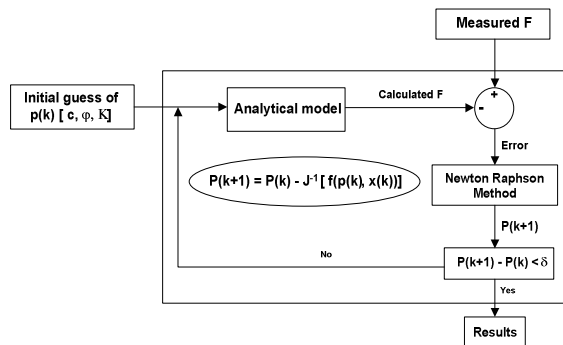 Measured F
Initial guess of
p(k) [ c, φ, K]
Analytical model
Calculated F
+
-
Error
P(k+1) = P(k) - J⁻¹ [ f(p(k), x(k))]
Newton Raphson
Method
P(k+1)
No
P(k+1) - P(k) < δ
Yes
Results